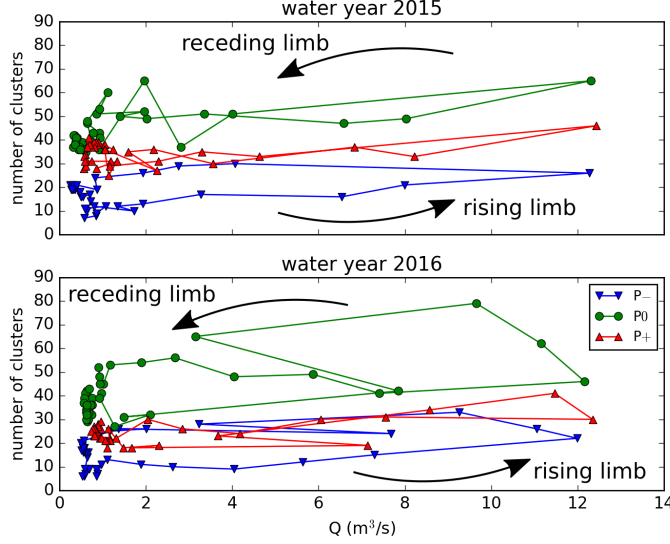 water year 2015
number of clusters
90
80
70
60
50
40
30
20
10
0
receding limb
rising limb
water year 2016
number of clusters
90
80
70
60
50
40
30
20
10
0
receding limb
P−
P0
P+
rising limb
0 2 4 6 8 10 12 14
Q (m³/s)